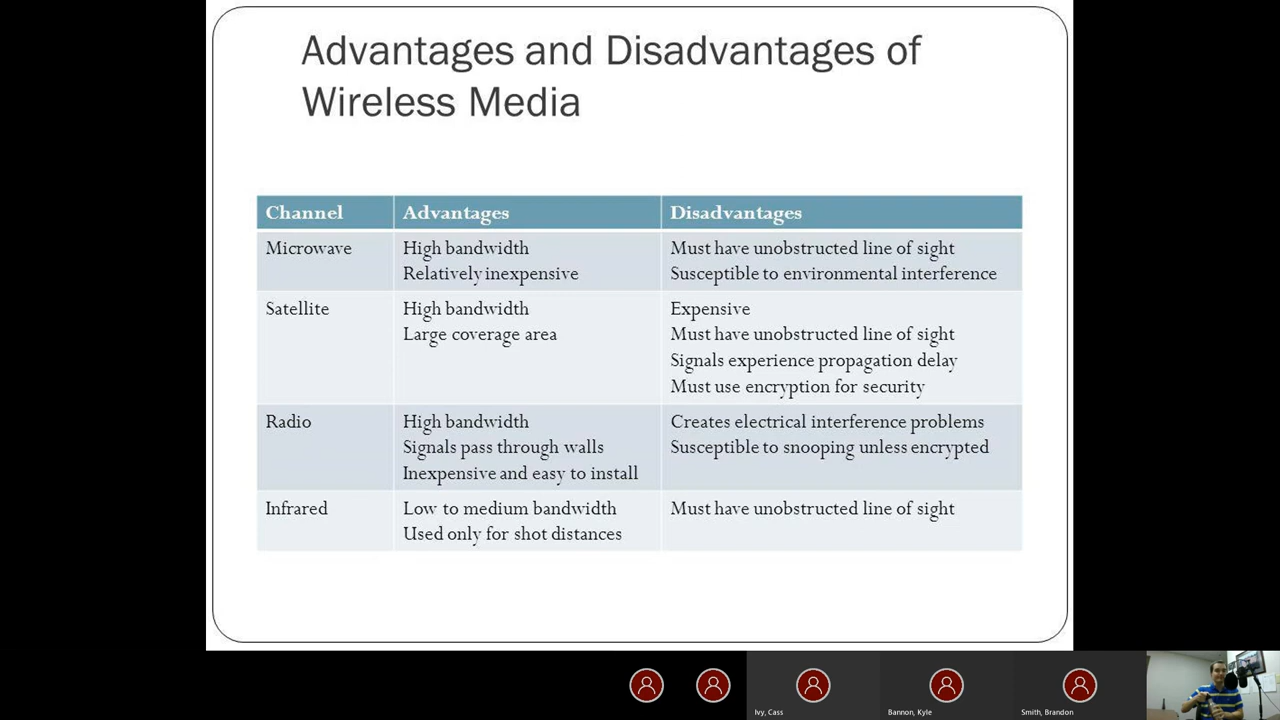 Advantages and Disadvantages of
Wireless Media
Channel Advantages Disadvantages
Microwave High bandwidth Must have unobstructed line of sight
Relatively inexpensive Susceptible to environmental interference
Satellite High bandwidth Expensive
Large coverage area Must have unobstructed line of sight
Signals experience propagation delay
Must use encryption for security
Radio High bandwidth Creates electrical interference problems
Signals pass through walls Susceptible to snooping unless encrypted
Inexpensive and easy to install
Infrared Low to medium bandwidth Must have unobstructed line of sight
Used only for shot distances
Ivy, Cass Bannon, Kyle Smith, Brandon